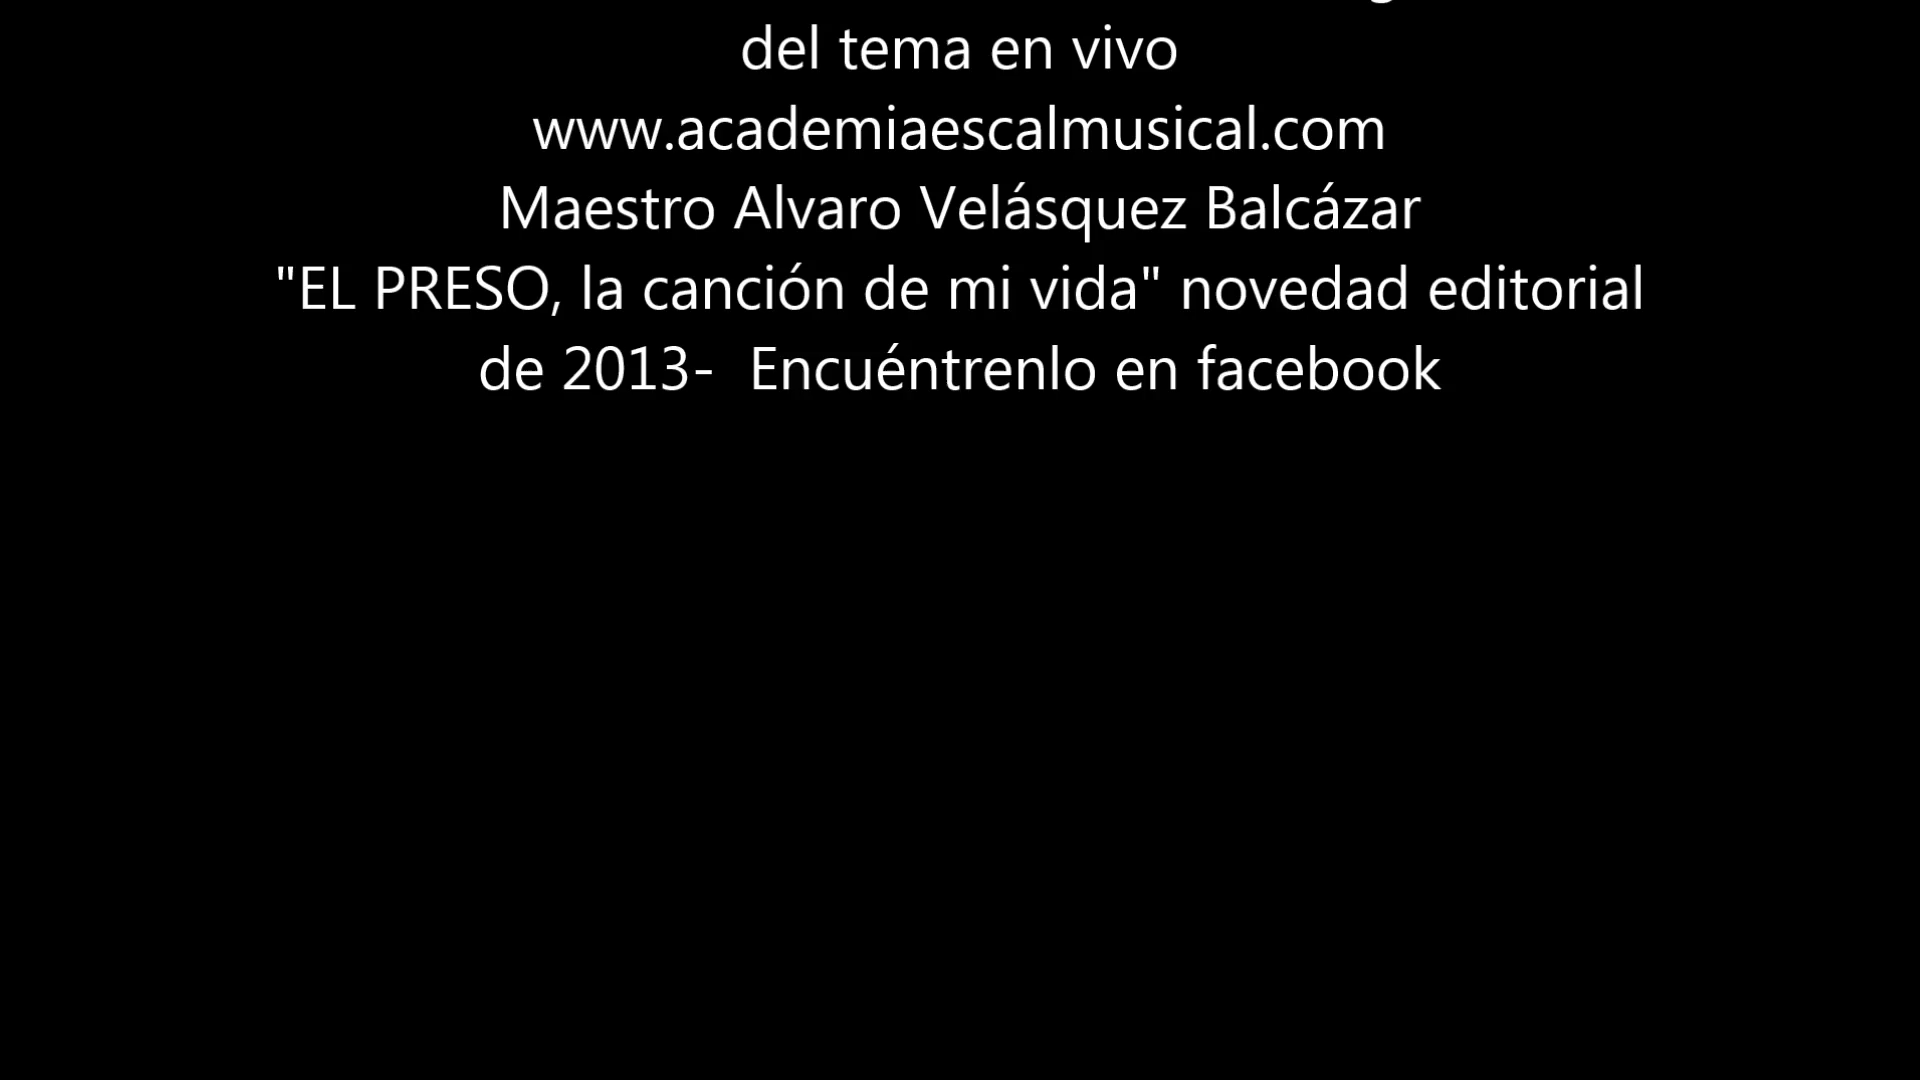 del tema en vivo
www.academiaescalmusical.com
Maestro Alvaro Velásquez Balcázar
"EL PRESO, la canción de mi vida" novedad editorial
de 2013-  Encuéntrenlo en facebook